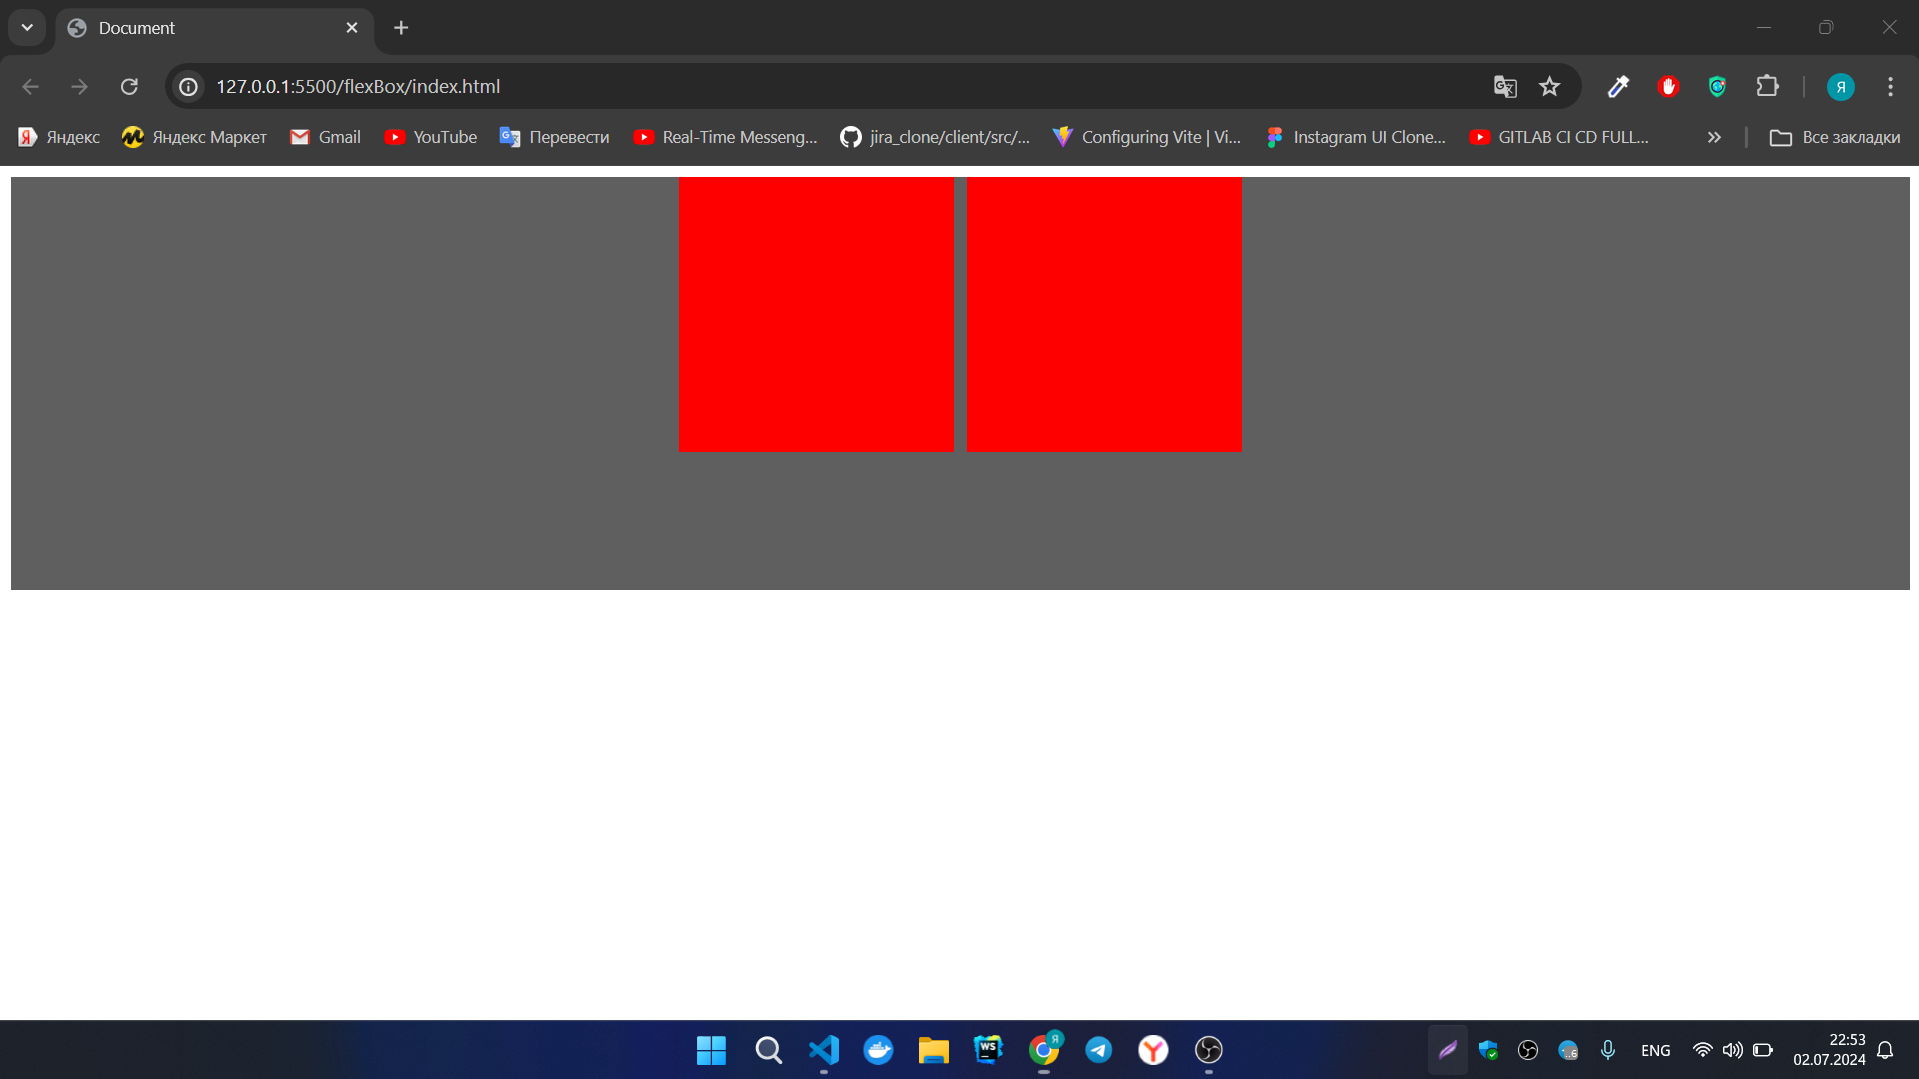 Document
127.0.0.1:5500/flexBox/index.html
Я
Яндекс
Яндекс Маркет
Gmail
YouTube
Перевести
Real-Time Messeng...
jira_clone/client/src/...
Configuring Vite | Vi...
Instagram UI Clone...
GITLAB CI CD FULL...
Все закладки
WS
Я
ENG
22:53
02.07.2024